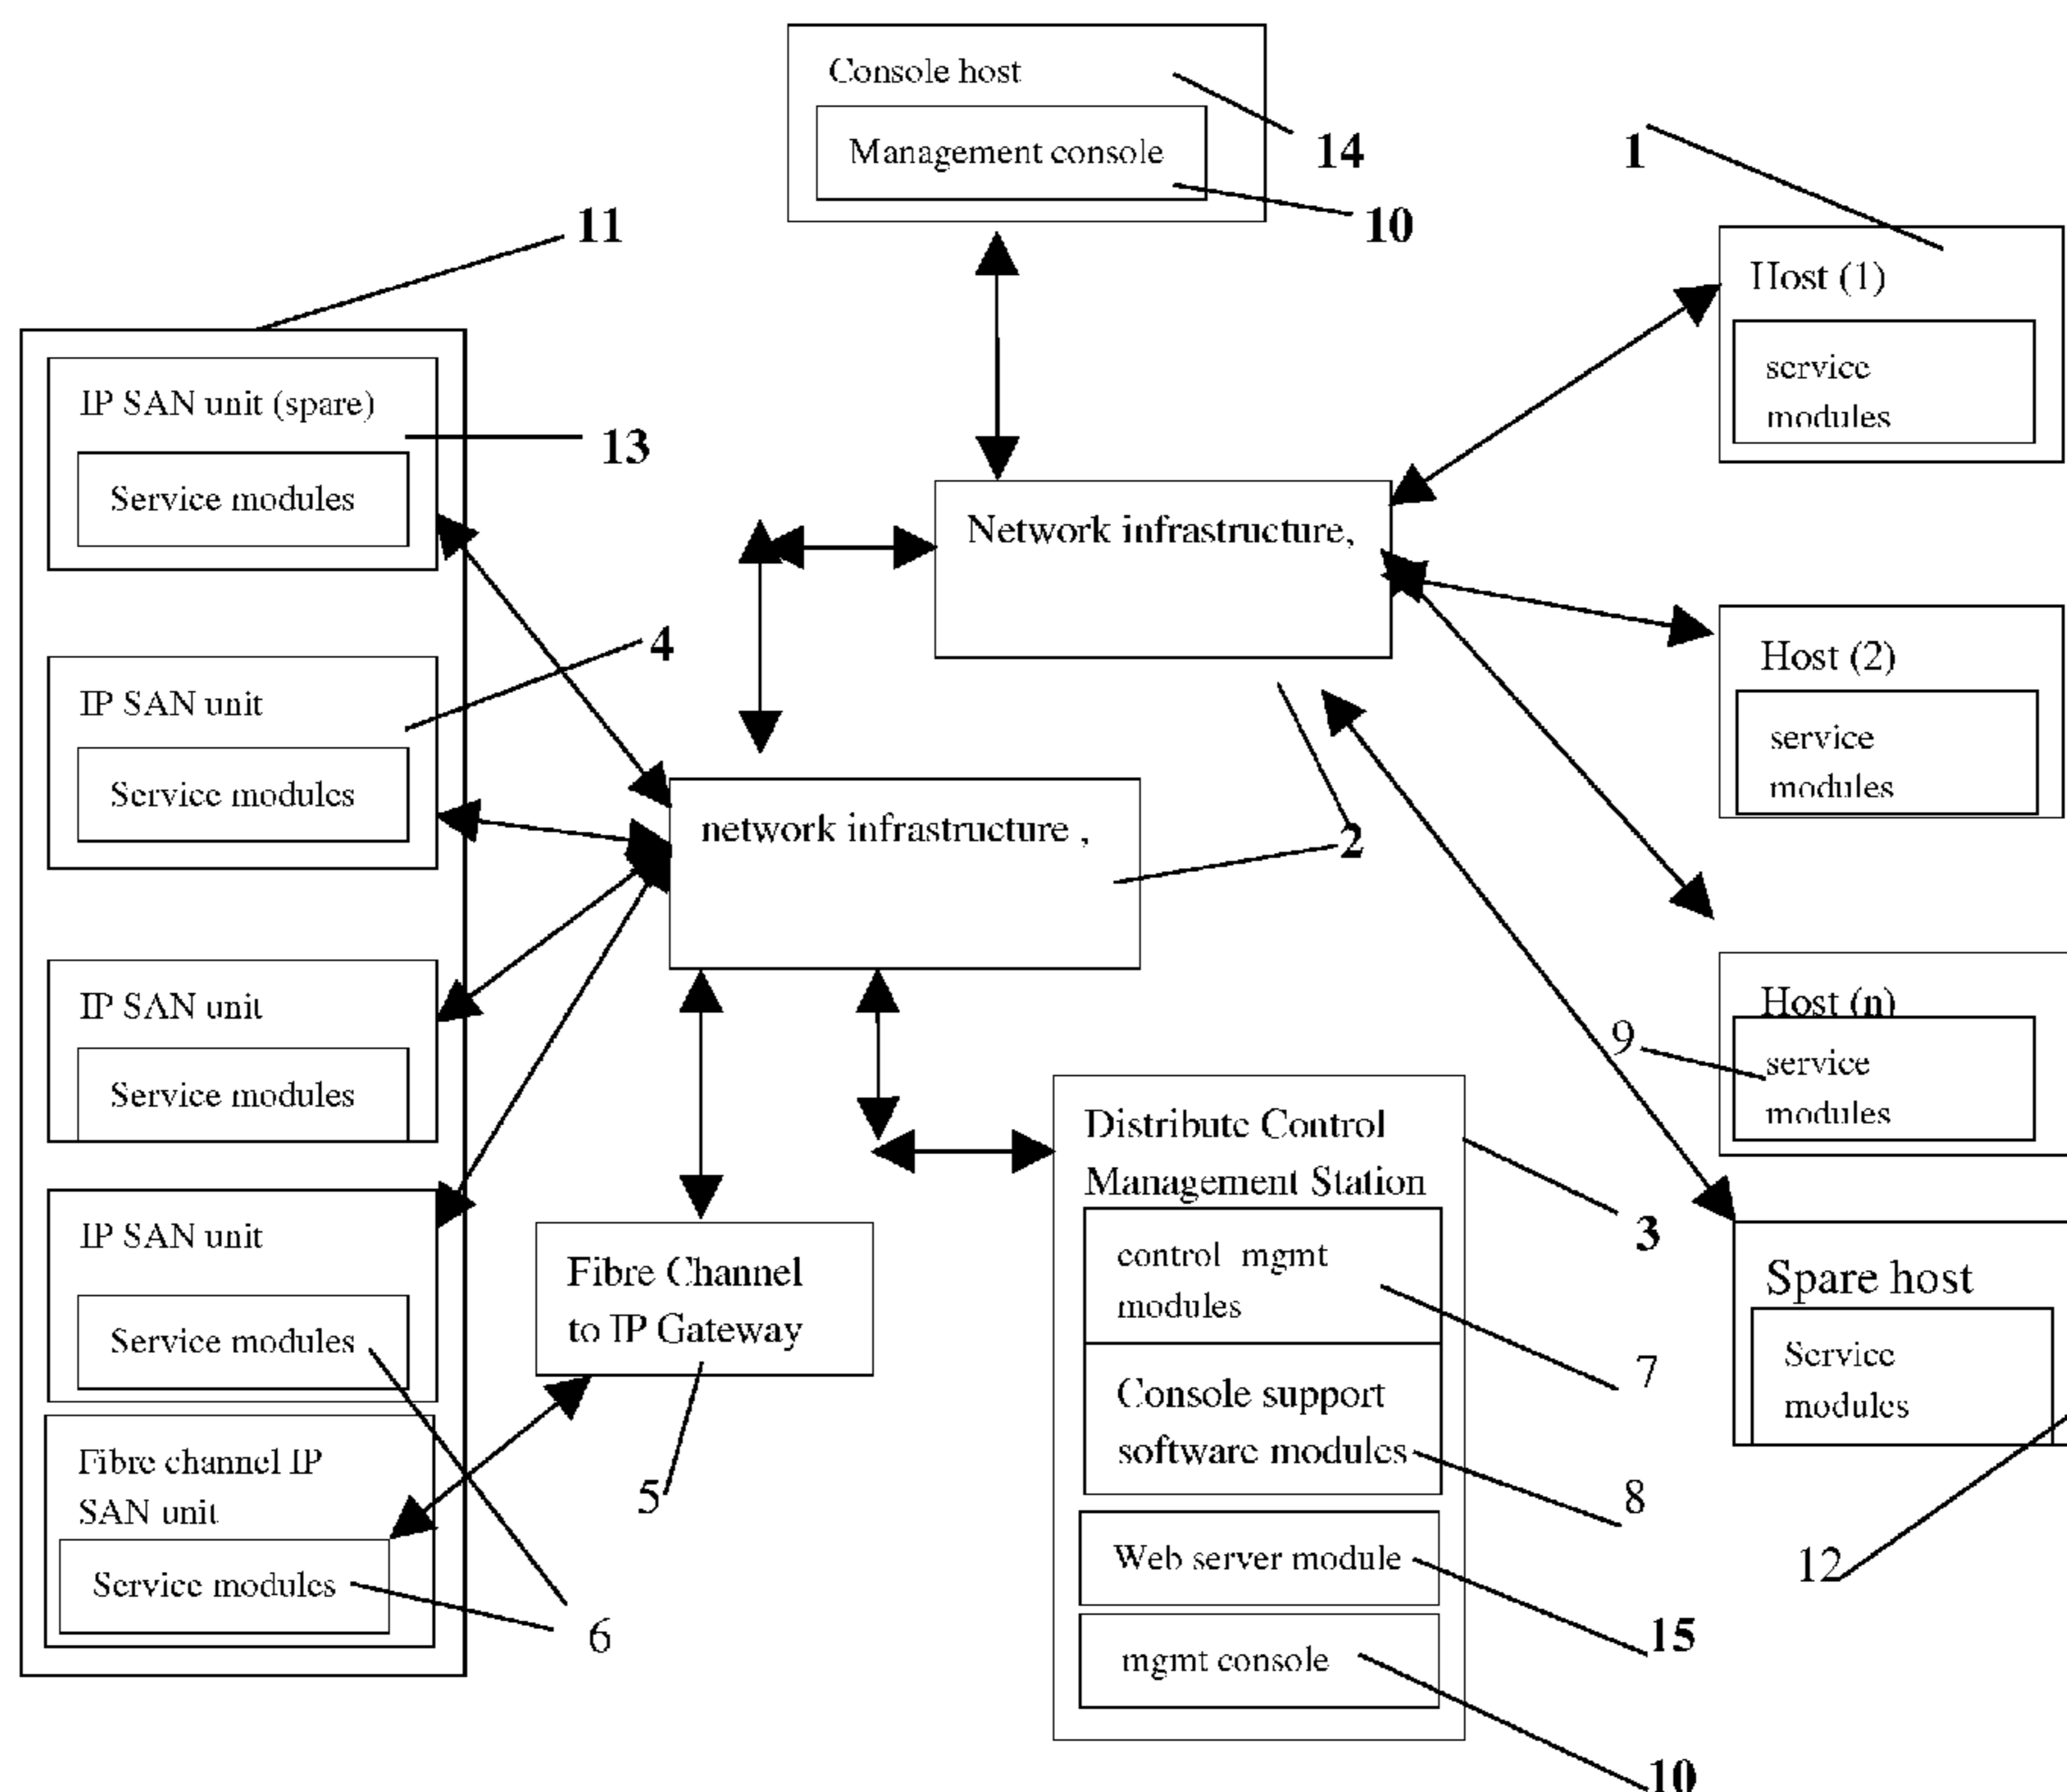 Console host
Management console
14
10
1
11
Host (1)
service
modules
IP SAN unit (spare)
13
Service modules
Network infrastructure,
4
IP SAN unit
Service modules
Host (2)
service
modules
network infrastructure ,
2
IP SAN unit
Service modules
Host (n)
9
service
modules
Distribute Control
Management Station
3
IP SAN unit
Service modules
Fibre Channel
to IP Gateway
control mgmt
modules
7
Spare host
Service
modules
Console support
software modules
8
5
12
Fibre channel IP
SAN unit
Service modules
6
Web server module
15
mgmt console
10